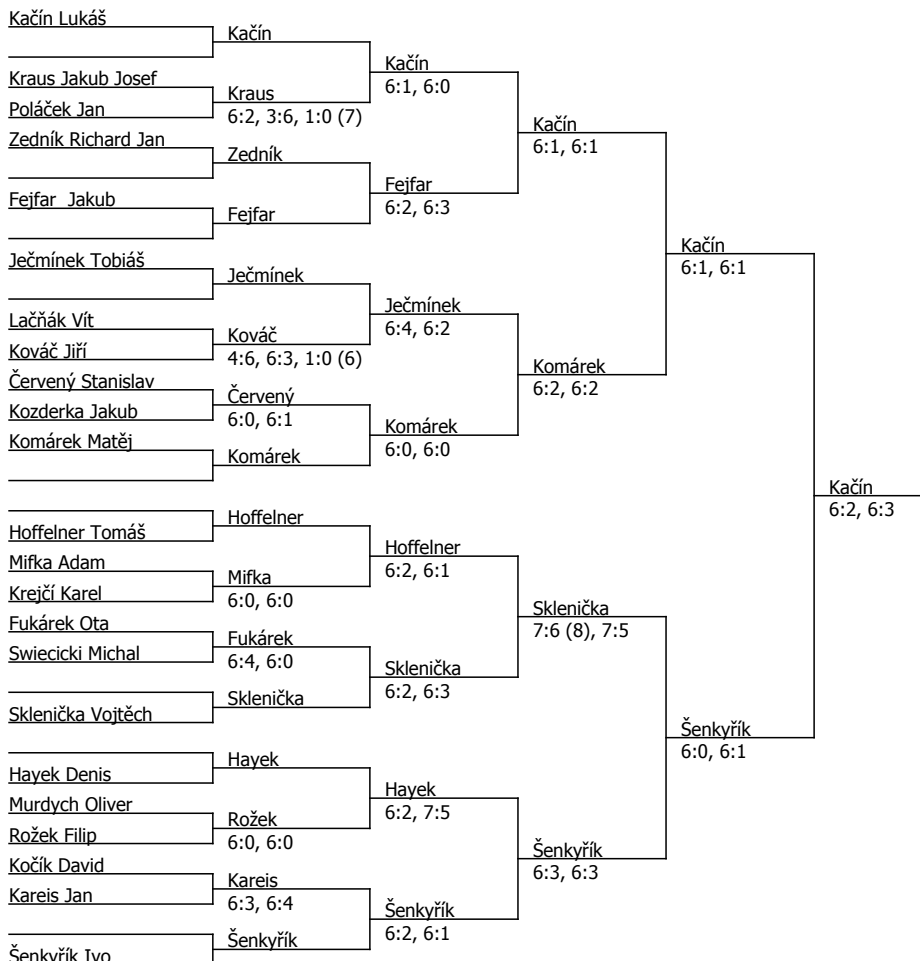 Kačín Lukáš
Kraus Jakub Josef
Poláček Jan
Zedník Richard Jan
Fejfar Jakub
Ječmínek Tobiáš
Lačňák Vít
Kováč Jiří
Červený Stanislav
Kozderka Jakub
Komárek Matěj
Hoffelner Tomáš
Mifka Adam
Krejčí Karel
Fukárek Ota
Swiecicki Michal
Sklenička Vojtěch
Hayek Denis
Murdych Oliver
Rožek Filip
Kočík David
Kareis Jan
Šenkyřík Ivo
Kačín
Kraus
6:2, 3:6, 1:0 (7)
Zedník
Fejfar
Ječmínek
Kováč
4:6, 6:3, 1:0 (6)
Červený
6:0, 6:1
Komárek
Hoffelner
Mifka
6:0, 6:0
Fukárek
6:4, 6:0
Sklenička
Hayek
Rožek
6:0, 6:0
Kareis
6:3, 6:4
Šenkyřík
Kačín
6:1, 6:0
Fejfar
6:2, 6:3
Ječmínek
6:4, 6:2
Komárek
6:0, 6:0
Hoffelner
6:2, 6:1
Sklenička
6:2, 6:3
Hayek
6:2, 7:5
Šenkyřík
6:2, 6:1
Kačín
6:1, 6:1
Komárek
6:2, 6:2
Sklenička
7:6 (8), 7:5
Šenkyřík
6:3, 6:3
Kačín
6:1, 6:1
Šenkyřík
6:0, 6:1
Kačín
6:2, 6:3